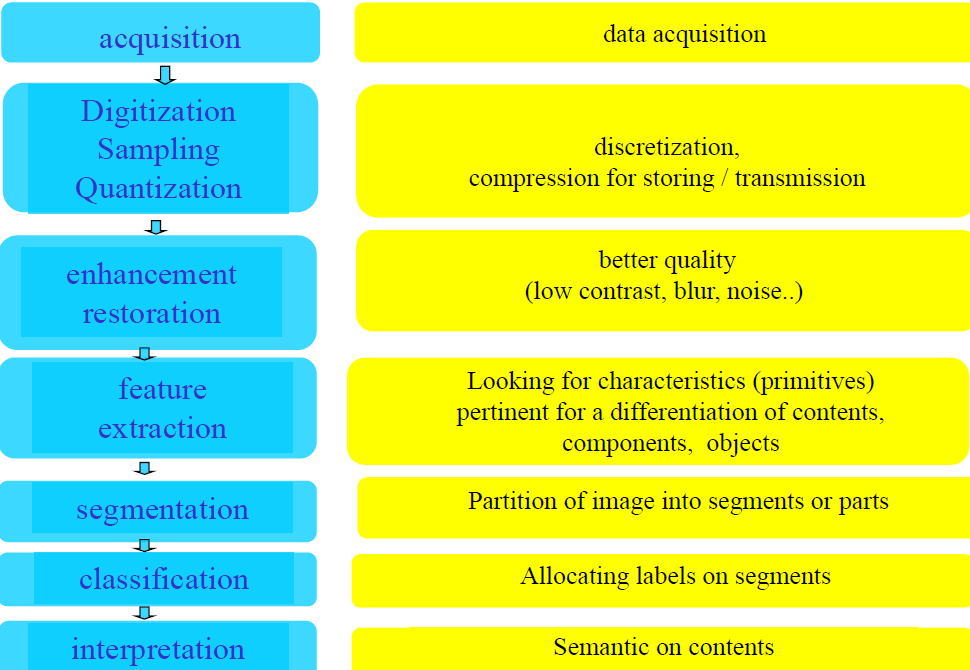 acquisition
data acquisition
Digitization
Sampling
Quantization
discretization,
compression for storing / transmission
enhancement
restoration
better quality
(low contrast, blur, noise..)
feature
extraction
Looking for characteristics (primitives)
pertinent for a differentiation of contents,
components, objects
segmentation
Partition of image into segments or parts
classification
Allocating labels on segments
interpretation
Semantic on contents